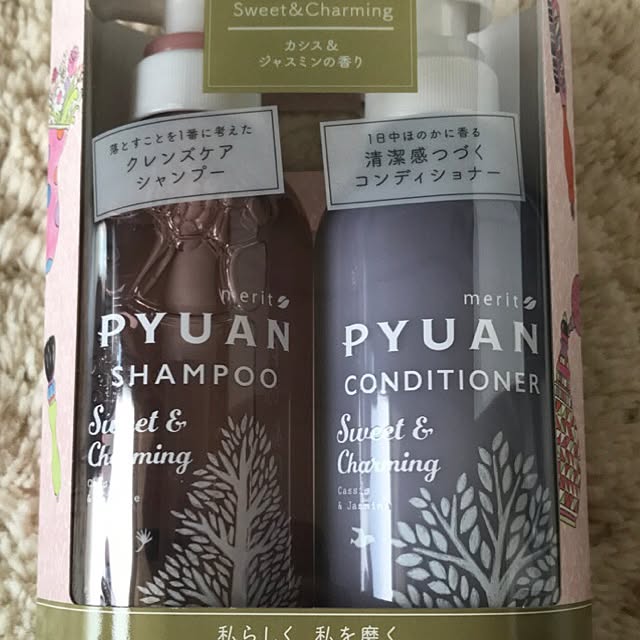 Sweet&Charming
カシス&
ジャスミンの香り
落とすことを1番に考えた
クレンズケア
シャンプー
1日中ほのかに香る
清潔感つづく
コンディショナー
merit
PYUAN
SHAMPOO
Sweet &
Charming
merit
PYUAN
CONDITIONER
Sweet &
Charming
Cassis
& Jasmine
私らしく 私を磨く